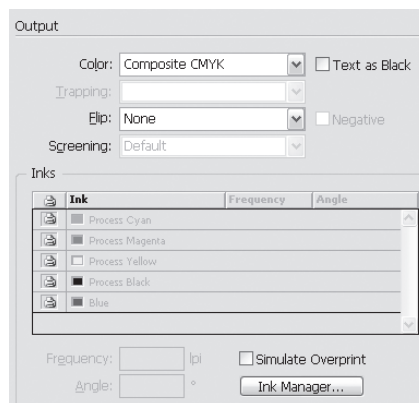 Output
Color: Composite CMYK Text as Black
Trapping:
Flip: None Negative
Screening: Default
Inks
Ink Frequency Angle
Process Cyan
Process Magenta
Process Yellow
Process Black
Blue
Frequency: lpi Simulate Overprint
Angle: ° Ink Manager...